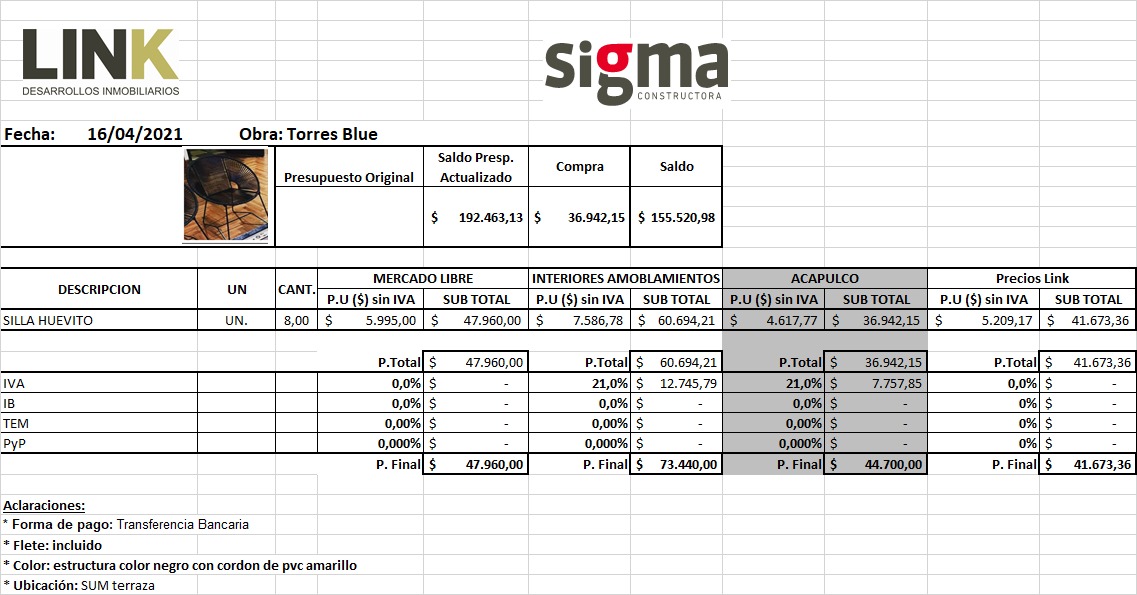 LINK
DESARROLLOS INMOBILIARIOS
sigma
CONSTRUCTORA
Fecha: 16/04/2021 Obra: Torres Blue
Presupuesto Original Saldo Presp. Actualizado Compra Saldo
$ 192.463,13 $ 36.942,15 $ 155.520,98
DESCRIPCION UN CANT. MERCADO LIBRE INTERIORES AMOBLAMIENTOS ACAPULCO Precios Link
P.U ($) sin IVA SUB TOTAL P.U ($) sin IVA SUB TOTAL P.U ($) sin IVA SUB TOTAL P.U ($) sin IVA SUB TOTAL
SILLA HUEVITO UN. 8,00 $ 5.995,00 $ 47.960,00 $ 7.586,78 $ 60.694,21 $ 4.617,77 $ 36.942,15 $ 5.209,17 $ 41.673,36
P.Total $ 47.960,00 P.Total $ 60.694,21 P.Total $ 36.942,15 P.Total $ 41.673,36
IVA 0,0% $ - 21,0% $ 12.745,79 21,0% $ 7.757,85 0,0% $ -
IB 0,0% $ - 0,0% $ - 0,0% $ - 0% $ -
TEM 0,00% $ - 0,00% $ - 0,00% $ - 0% $ -
PyP 0,000% $ - 0,000% $ - 0,000% $ - 0% $ -
P. Final $ 47.960,00 P. Final $ 73.440,00 P. Final $ 44.700,00 P. Final $ 41.673,36
Aclaraciones:
* Forma de pago: Transferencia Bancaria
* Flete: incluido
* Color: estructura color negro con cordon de pvc amarillo
* Ubicación: SUM terraza